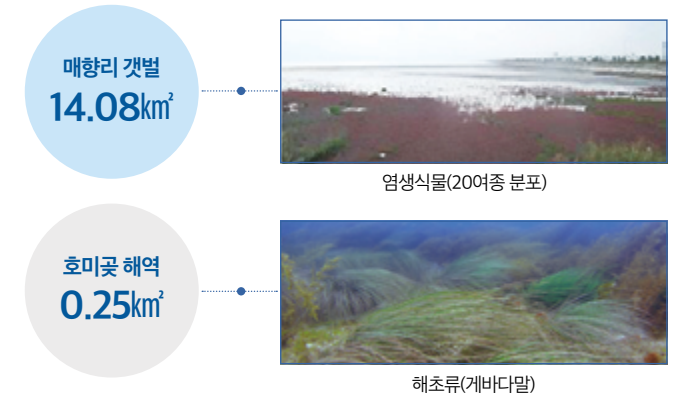 매향리 갯벌
14.08㎢
염생식물(20여종 분포)
호미곶 해역
0.25㎢
해초류(게바다말)